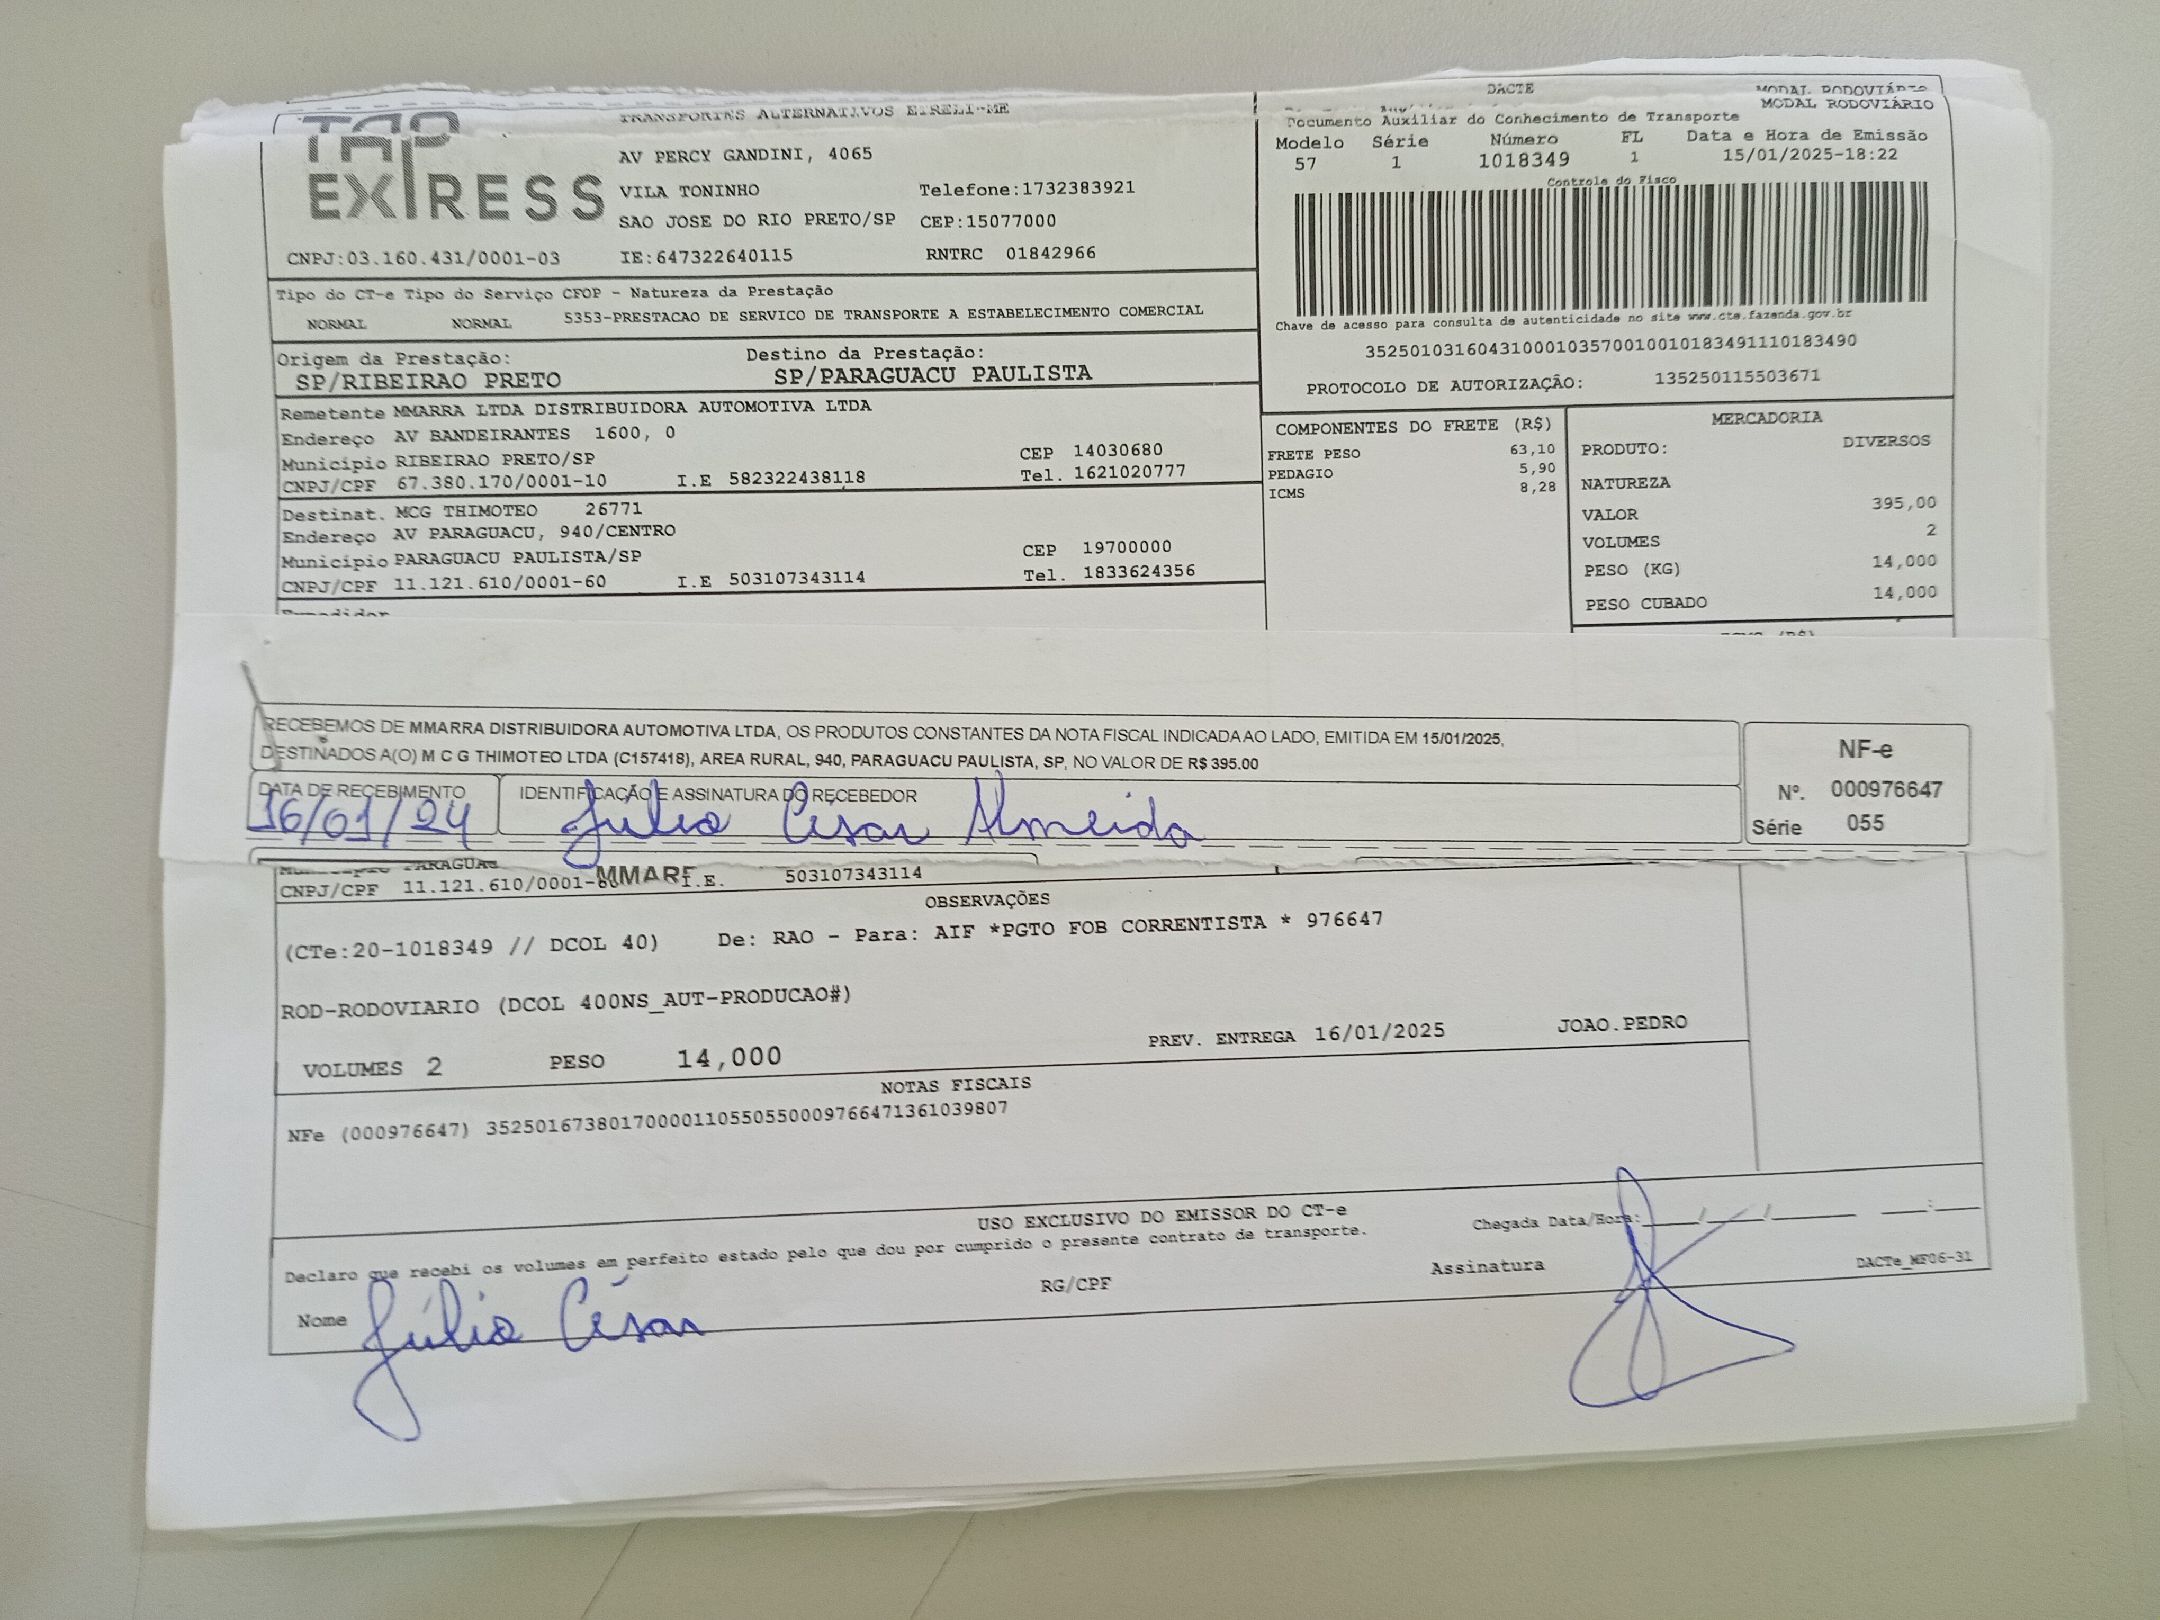 DACTE
MODAL RODOVIÁRIO
MODAL RODOVIÁRIO
TRANSPORTES ALTERNATIVOS EIRELI-ME
TAP EXPRESS
AV PERCY GANDINI, 4065
VILA TONINHO Telefone:1732383921
SAO JOSE DO RIO PRETO/SP CEP:15077000
CNPJ:03.160.431/0001-03 IE:647322640115 RNTRC 01842966
Documento Auxiliar do Conhecimento de Transporte
Modelo Série Número FL Data e Hora de Emissão
57 1 1018349 1 15/01/2025-18:22
Controle do Fisco
Chave de acesso para consulta de autenticidade no site www.cte.fazenda.gov.br
35250103160431000103570010010183491110183490
PROTOCOLO DE AUTORIZAÇÃO: 135250115503671
Tipo do CT-e Tipo do Serviço CFOP - Natureza da Prestação
NORMAL NORMAL 5353-PRESTACAO DE SERVICO DE TRANSPORTE A ESTABELECIMENTO COMERCIAL
Origem da Prestação: Destino da Prestação:
SP/RIBEIRAO PRETO SP/PARAGUACU PAULISTA
Remetente MMARRA LTDA DISTRIBUIDORA AUTOMOTIVA LTDA
Endereço AV BANDEIRANTES 1600, 0
Município RIBEIRAO PRETO/SP CEP 14030680
CNPJ/CPF 67.380.170/0001-10 I.E 582322438118 Tel. 1621020777
Destinat. MCG THIMOTEO 26771
Endereço AV PARAGUACU, 940/CENTRO
Município PARAGUACU PAULISTA/SP CEP 19700000
CNPJ/CPF 11.121.610/0001-60 I.E 503107343114 Tel. 1833624356
Expedidor
COMPONENTES DO FRETE (R$)
FRETE PESO 63,10
PEDAGIO 5,90
ICMS 8,28
MERCADORIA
PRODUTO: DIVERSOS
NATUREZA
VALOR 395,00
VOLUMES 2
PESO (KG) 14,000
PESO CUBADO 14,000
ICMS (R$)
RECEBEMOS DE MMARRA DISTRIBUIDORA AUTOMOTIVA LTDA, OS PRODUTOS CONSTANTES DA NOTA FISCAL INDICADA AO LADO, EMITIDA EM 15/01/2025,
DESTINADOS A(O) M C G THIMOTEO LTDA (C157418), AREA RURAL, 940, PARAGUACU PAULISTA, SP, NO VALOR DE R$ 395.00
DATA DE RECEBIMENTO IDENTIFICAÇÃO E ASSINATURA DO RECEBEDOR
16/01/24 Júlio César Almeida
NF-e
Nº. 000976647
Série 055
Município PARAGUAC
CNPJ/CPF 11.121.610/0001-60 MMARR I.E. 503107343114
OBSERVAÇÕES
(CTe:20-1018349 // DCOL 40) De: RAO - Para: AIF *PGTO FOB CORRENTISTA * 976647
ROD-RODOVIARIO (DCOL 400NS_AUT-PRODUCAO#)
VOLUMES 2 PESO 14,000 PREV. ENTREGA 16/01/2025 JOAO.PEDRO
NOTAS FISCAIS
NFe (000976647) 35250167380170000110550550009766471361039807
USO EXCLUSIVO DO EMISSOR DO CT-e
Declaro que recebi os volumes em perfeito estado pelo que dou por cumprido o presente contrato de transporte.
Chegada Data/Hora:____/____/______ ___:___
Nome Júlio César RG/CPF Assinatura DACTe_MF06-31